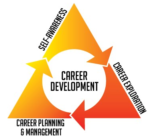 SELF-AWARENESS
CAREER
DEVELOPMENT
CAREER EXPLORATION
CAREER PLANNING
& MANAGEMENT